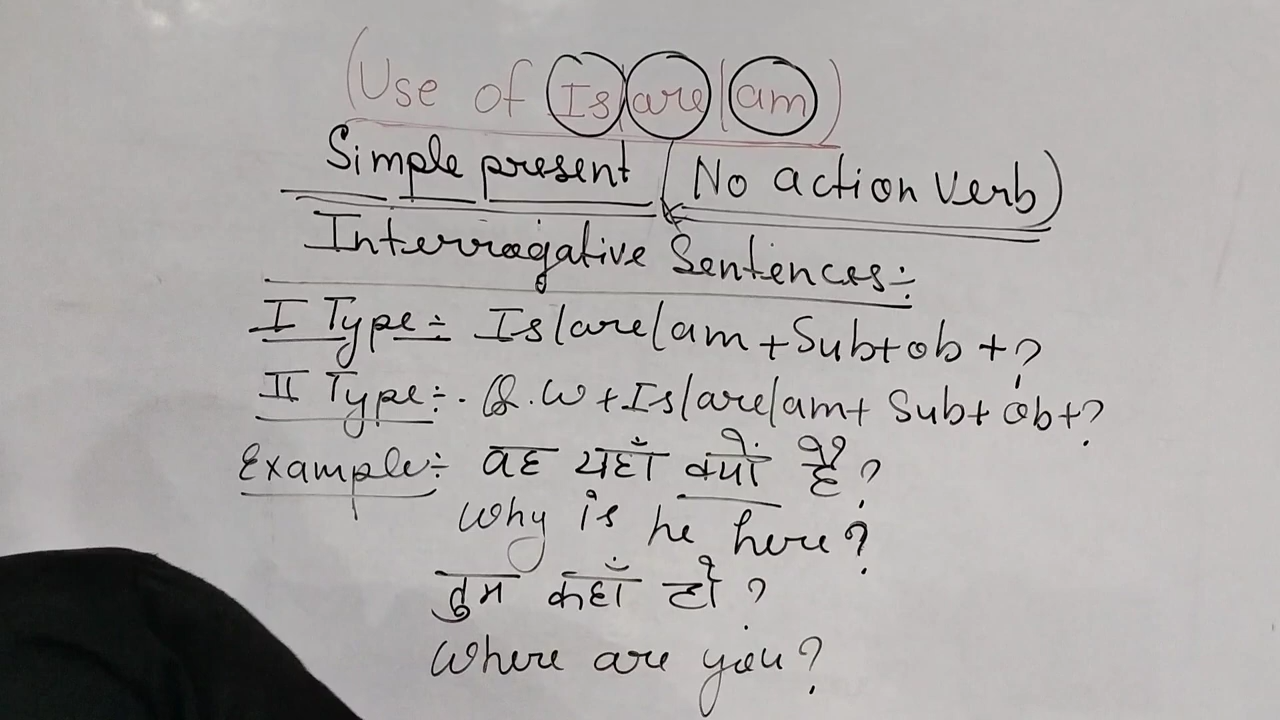 (Use of Is/are/am)
Simple present (No action verb)
Interrogative Sentences:-
I Type:- Is/are/am+Sub+ob+?
II Type:-. Q.W+Is/are/am+ Sub+ Ob+?
Example:- वह यहाँ क्यों है?
Why is he here?
तुम कहाँ हो?
Where are you?